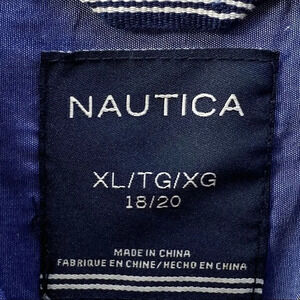 NAUTICA
XL/TG/XG
18/20
MADE IN CHINA
FABRIQUE EN CHINE/HECHO EN CHINA